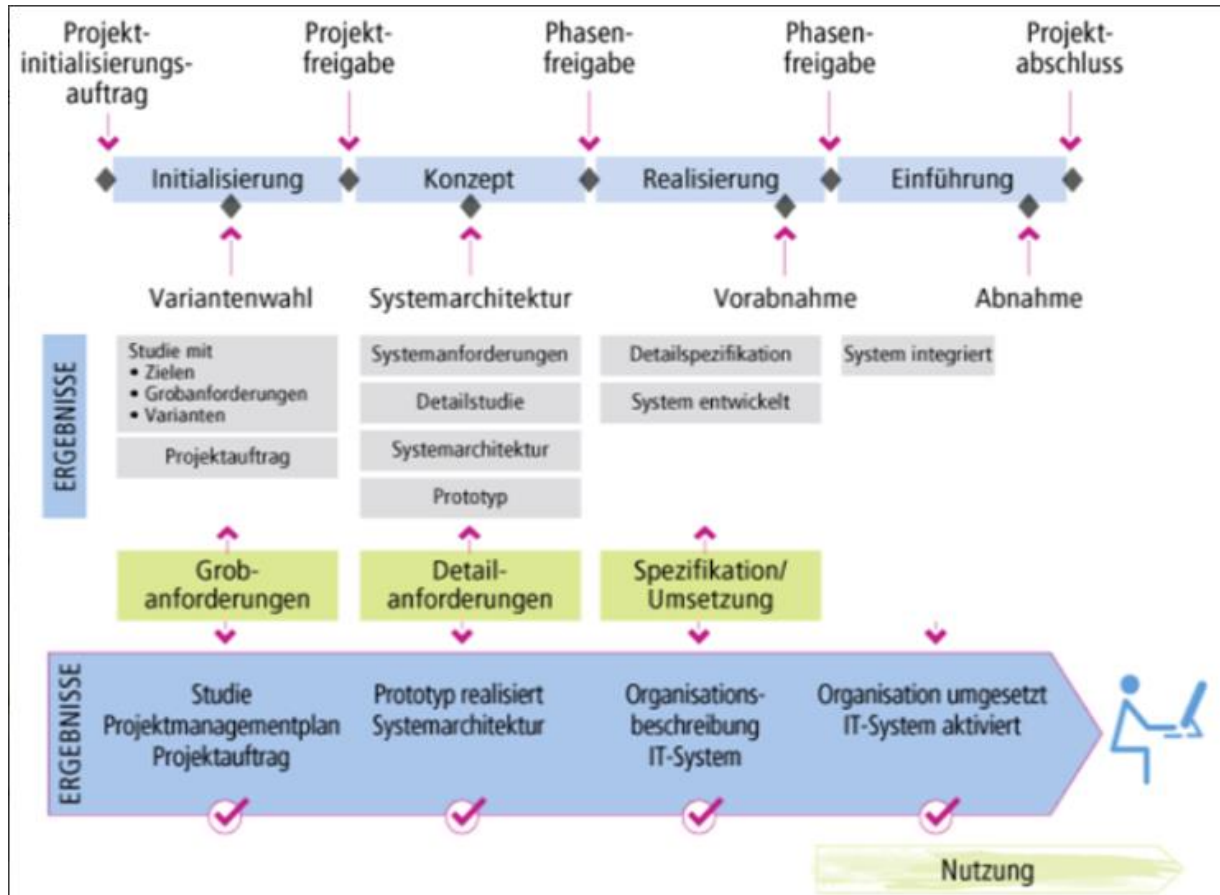 Projekt-
initialisierungs-
auftrag
Projekt-
freigabe
Phasen-
freigabe
Phasen-
freigabe
Projekt-
abschluss
Initialisierung
Konzept
Realisierung
Einführung
Variantenwahl
Systemarchitektur
Vorabnahme
Abnahme
ERGEBNISSE
Studie mit
• Zielen
• Grobanforderungen
• Varianten
Projektauftrag
Systemanforderungen
Detailstudie
Systemarchitektur
Prototyp
Detailspezifikation
System entwickelt
System integriert
Grob-
anforderungen
Detail-
anforderungen
Spezifikation/
Umsetzung
ERGEBNISSE
Studie
Projektmanagementplan
Projektauftrag
Prototyp realisiert
Systemarchitektur
Organisations-
beschreibung
IT-System
Organisation umgesetzt
IT-System aktiviert
Nutzung